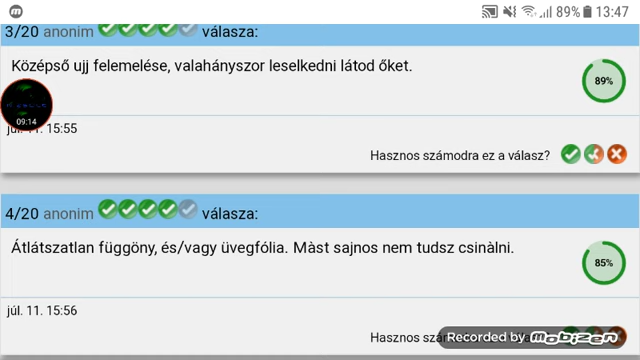 89% 13:47
3/20 anonim válasza:
Középső ujj felemelése, valahányszor leselkedni látod őket.
89%
09:14
júl. 11. 15:55
Hasznos számodra ez a válasz?
4/20 anonim válasza:
Átlátszatlan függöny, és/vagy üvegfólia. Màst sajnos nem tudsz csinàlni.
85%
júl. 11. 15:56
Hasznos
Recorded by mobizen